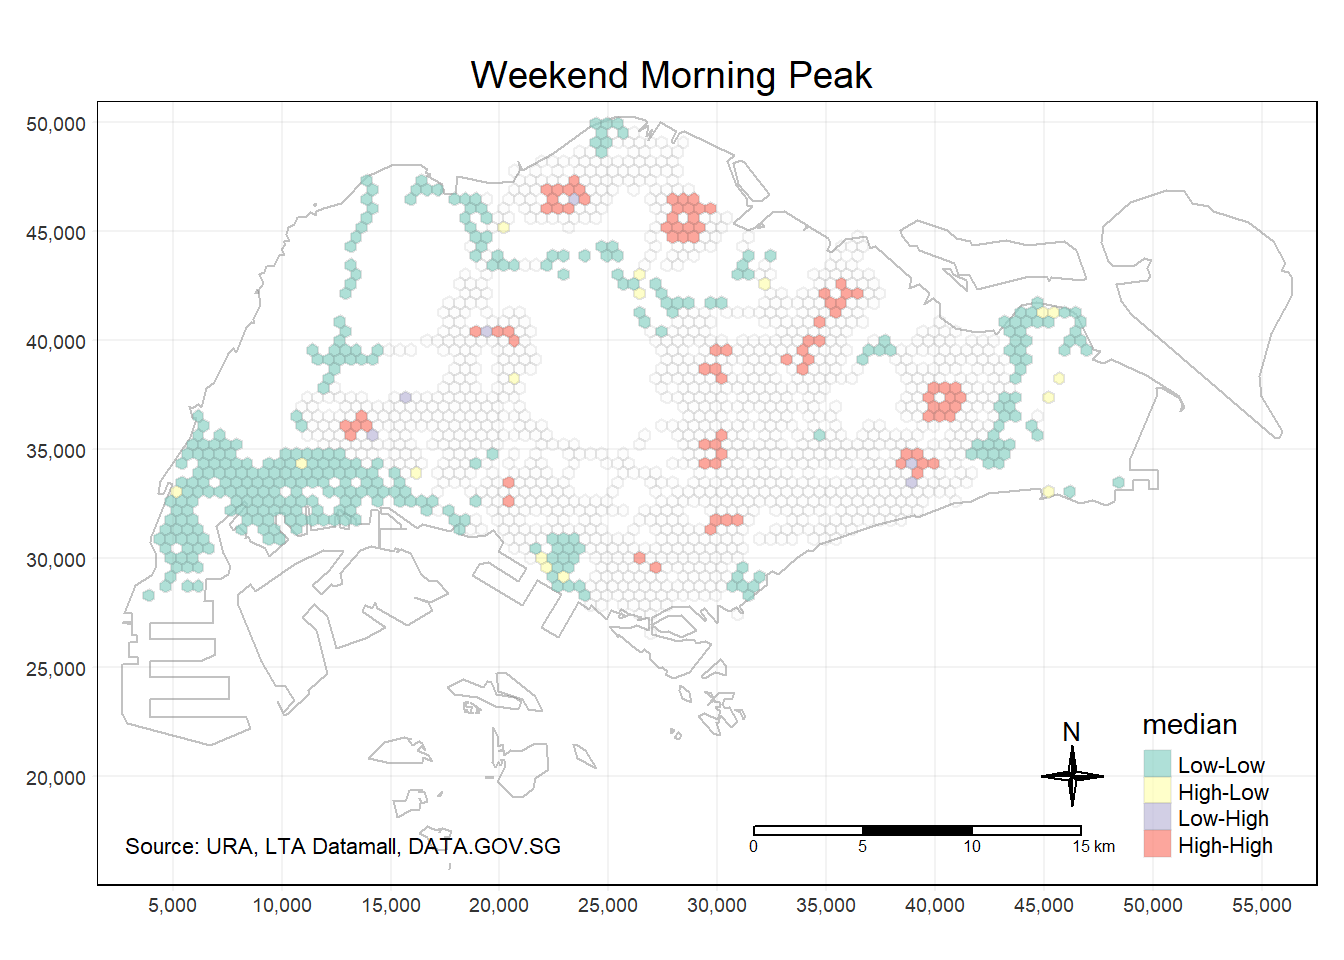 Weekend Morning Peak
50,000
45,000
40,000
35,000
30,000
25,000
20,000
N
median
Low-Low
High-Low
Low-High
High-High
Source: URA, LTA Datamall, DATA.GOV.SG
0 5 10 15 km
5,000 10,000 15,000 20,000 25,000 30,000 35,000 40,000 45,000 50,000 55,000